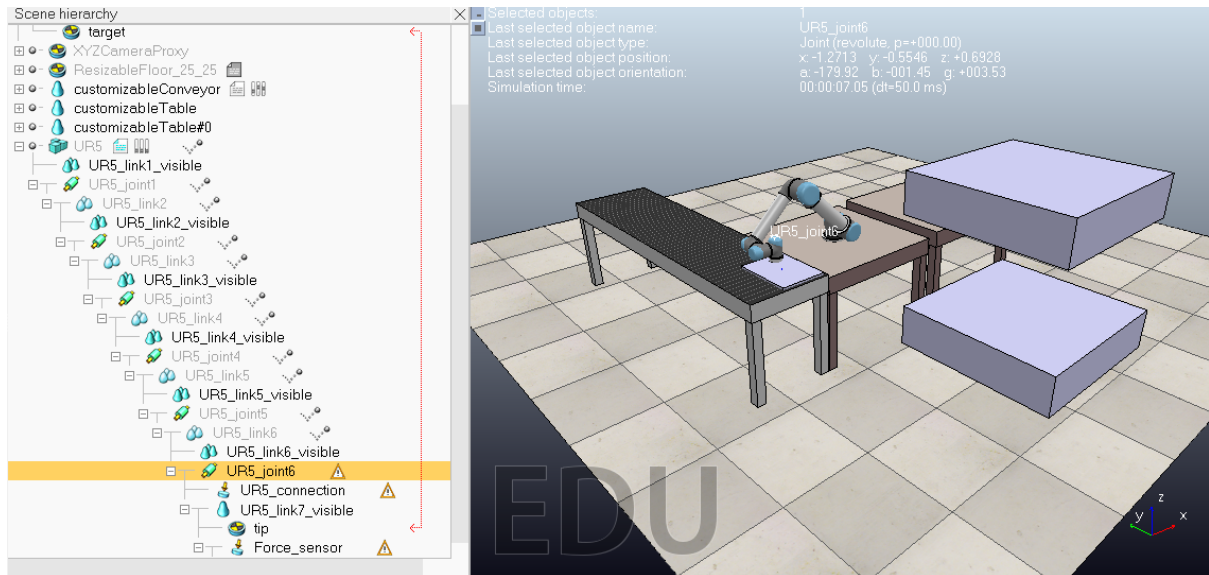 Scene hierarchy
target
XYZCameraProxy
ResizableFloor_25_25
customizableConveyor
customizableTable
customizableTable#0
UR5
UR5_link1_visible
UR5_joint1
UR5_link2
UR5_link2_visible
UR5_joint2
UR5_link3
UR5_link3_visible
UR5_joint3
UR5_link4
UR5_link4_visible
UR5_joint4
UR5_link5
UR5_link5_visible
UR5_joint5
UR5_link6
UR5_link6_visible
UR5_joint6
UR5_connection
UR5_link7_visible
tip
Force_sensor
Selected objects: 1
Last selected object name: UR5_joint6
Last selected object type: Joint (revolute, p=+000.00)
Last selected object position: x: -1.2713 y: -0.5546 z: +0.6928
Last selected object orientation: a: -179.92 b: -001.45 g: +003.53
Simulation time: 00:00:07.05 (dt=50.0 ms)
UR5_joint6
EDU
z
y
x